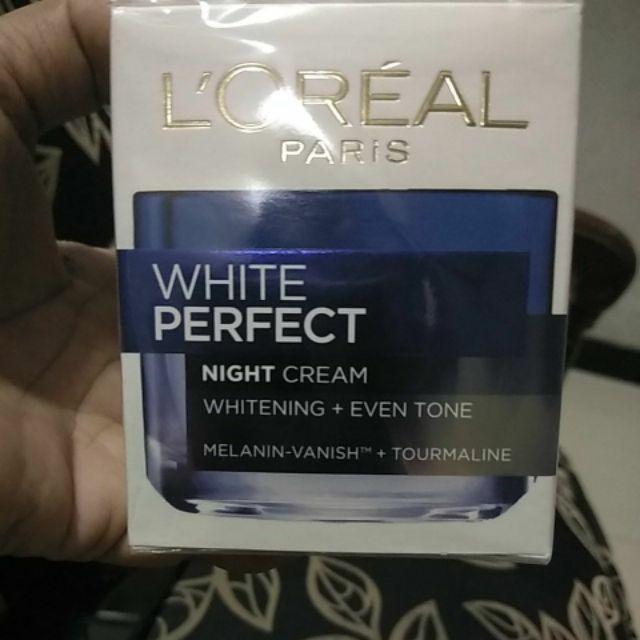 L'ORÉAL
PARiS
WHITE
PERFECT
NIGHT CREAM
WHITENING + EVEN TONE
MELANIN-VANISH™ + TOURMALINE